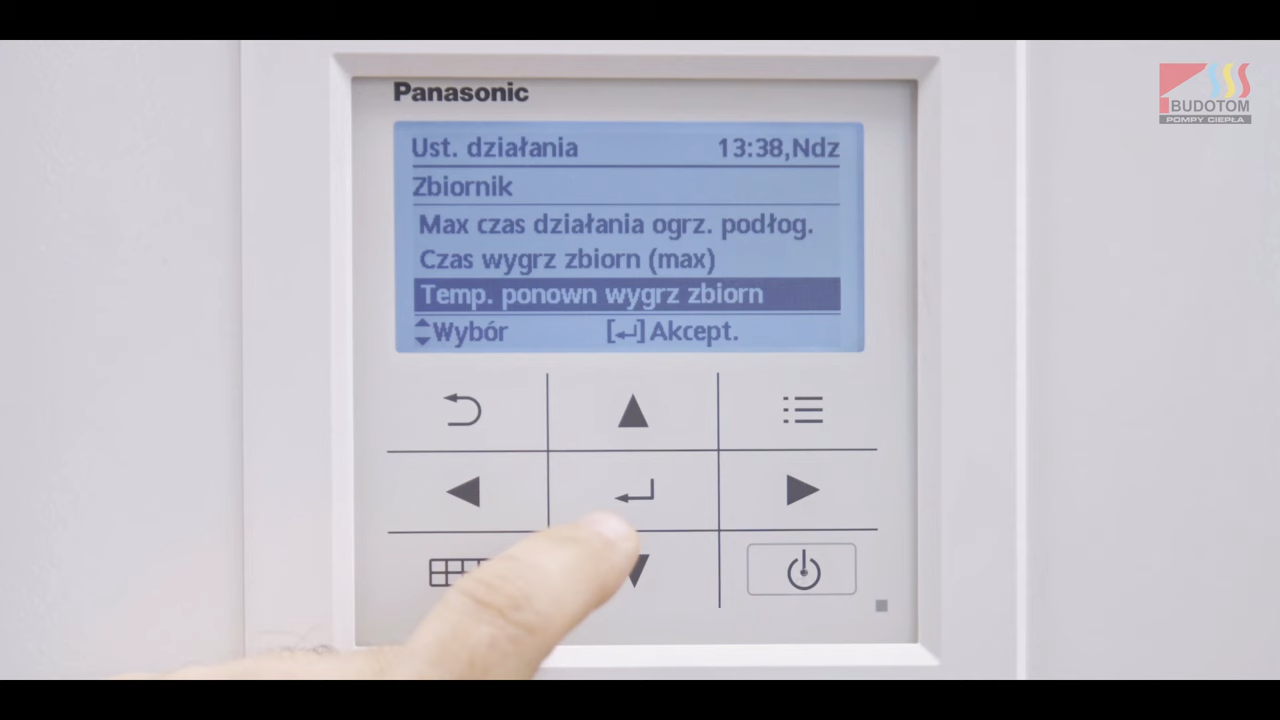 BUDOTOM
POMPY CIEPŁA
Panasonic
Ust. działania 13:38,Ndz
Zbiornik
Max czas działania ogrz. podłog.
Czas wygrz zbiorn (max)
Temp. ponown wygrz zbiorn
Wybór [↵]Akcept.